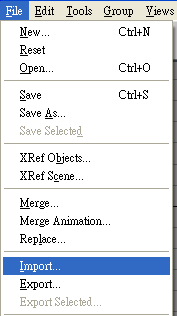 File Edit Tools Group Views
New... Ctrl+N
Reset
Open... Ctrl+O
Save Ctrl+S
Save As...
Save Selected
XRef Objects...
XRef Scene...
Merge...
Merge Animation...
Replace...
Import...
Export...
Export Selected...